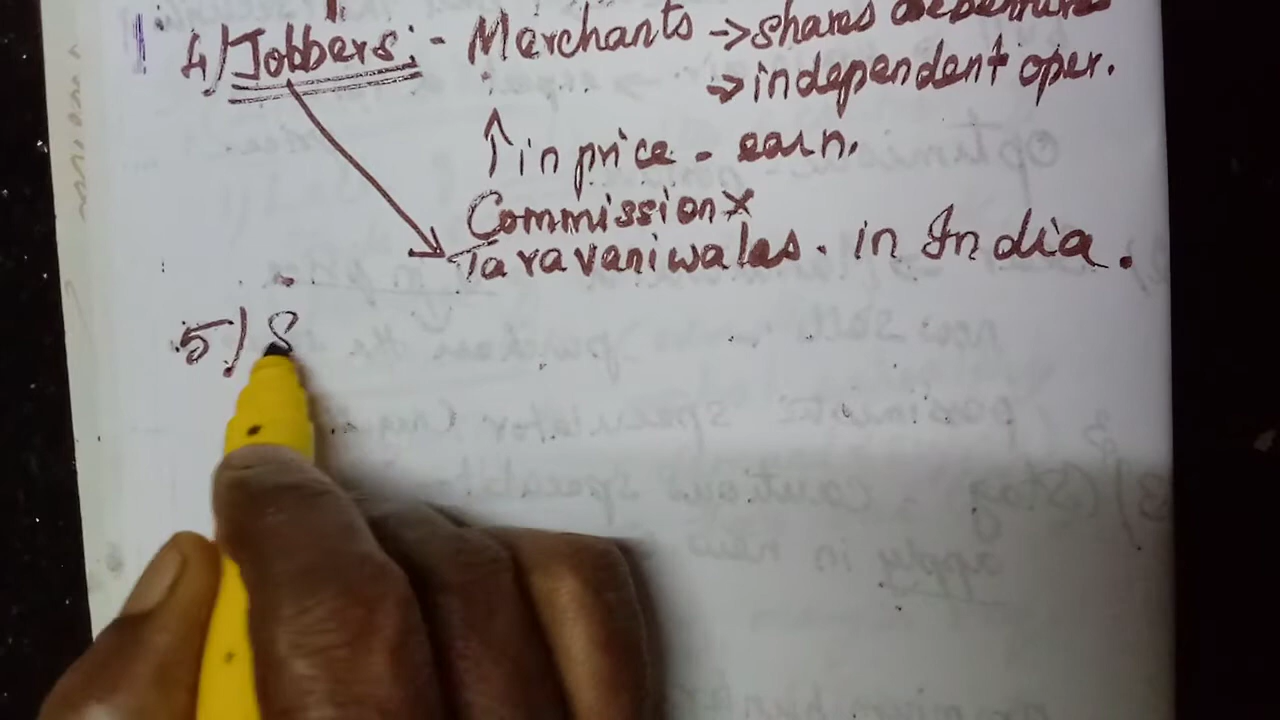 4) Jobbers: - Merchants → shares debentures
→ independent oper.
↑ in price - earn.
Commission x
Taravaniwalas. in India.
5) S